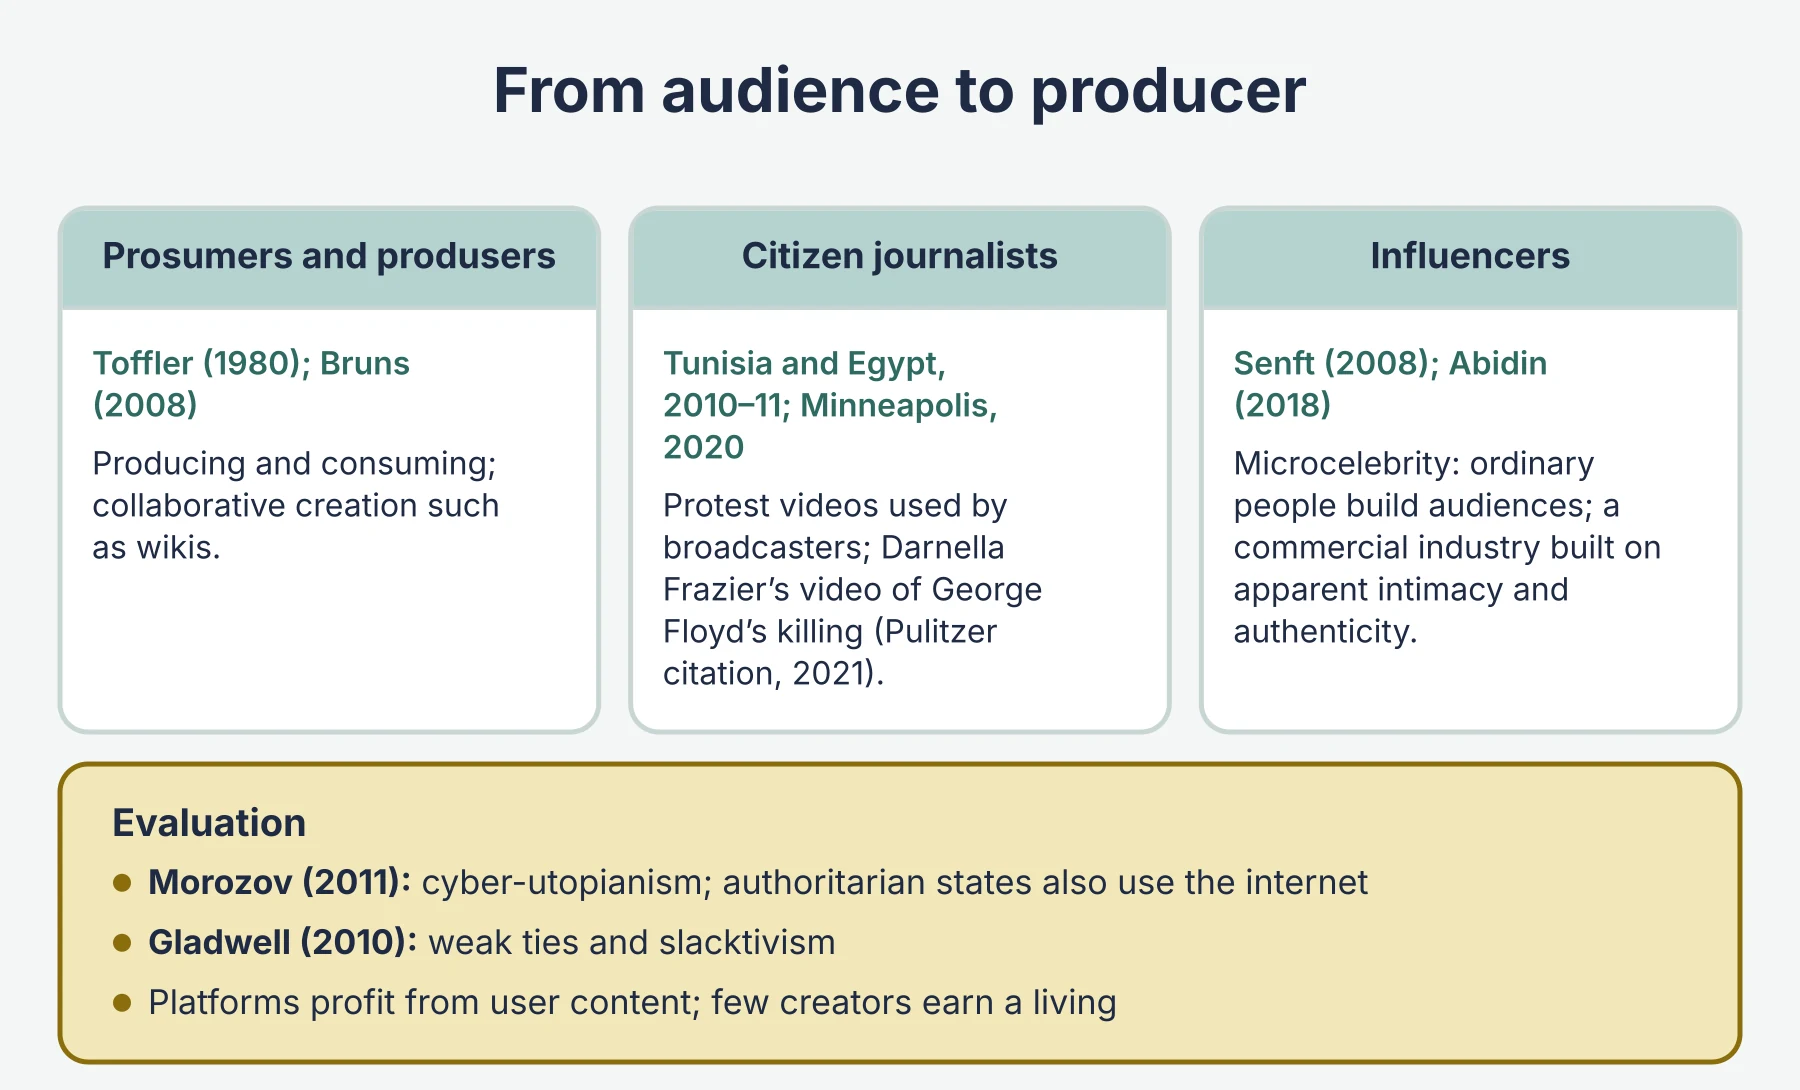 From audience to producer
Prosumers and produsers
Toffler (1980); Bruns
(2008)
Producing and consuming;
collaborative creation such
as wikis.
Citizen journalists
Tunisia and Egypt,
2010–11; Minneapolis,
2020
Protest videos used by
broadcasters; Darnella
Frazier’s video of George
Floyd’s killing (Pulitzer
citation, 2021).
Influencers
Senft (2008); Abidin
(2018)
Microcelebrity: ordinary
people build audiences; a
commercial industry built on
apparent intimacy and
authenticity.
Evaluation
Morozov (2011): cyber-utopianism; authoritarian states also use the internet
Gladwell (2010): weak ties and slacktivism
Platforms profit from user content; few creators earn a living